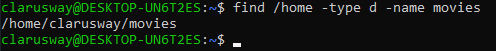 clarusway@DESKTOP-UN6T2ES:~$ find /home -type d -name movies
/home/clarusway/movies
clarusway@DESKTOP-UN6T2ES:~$